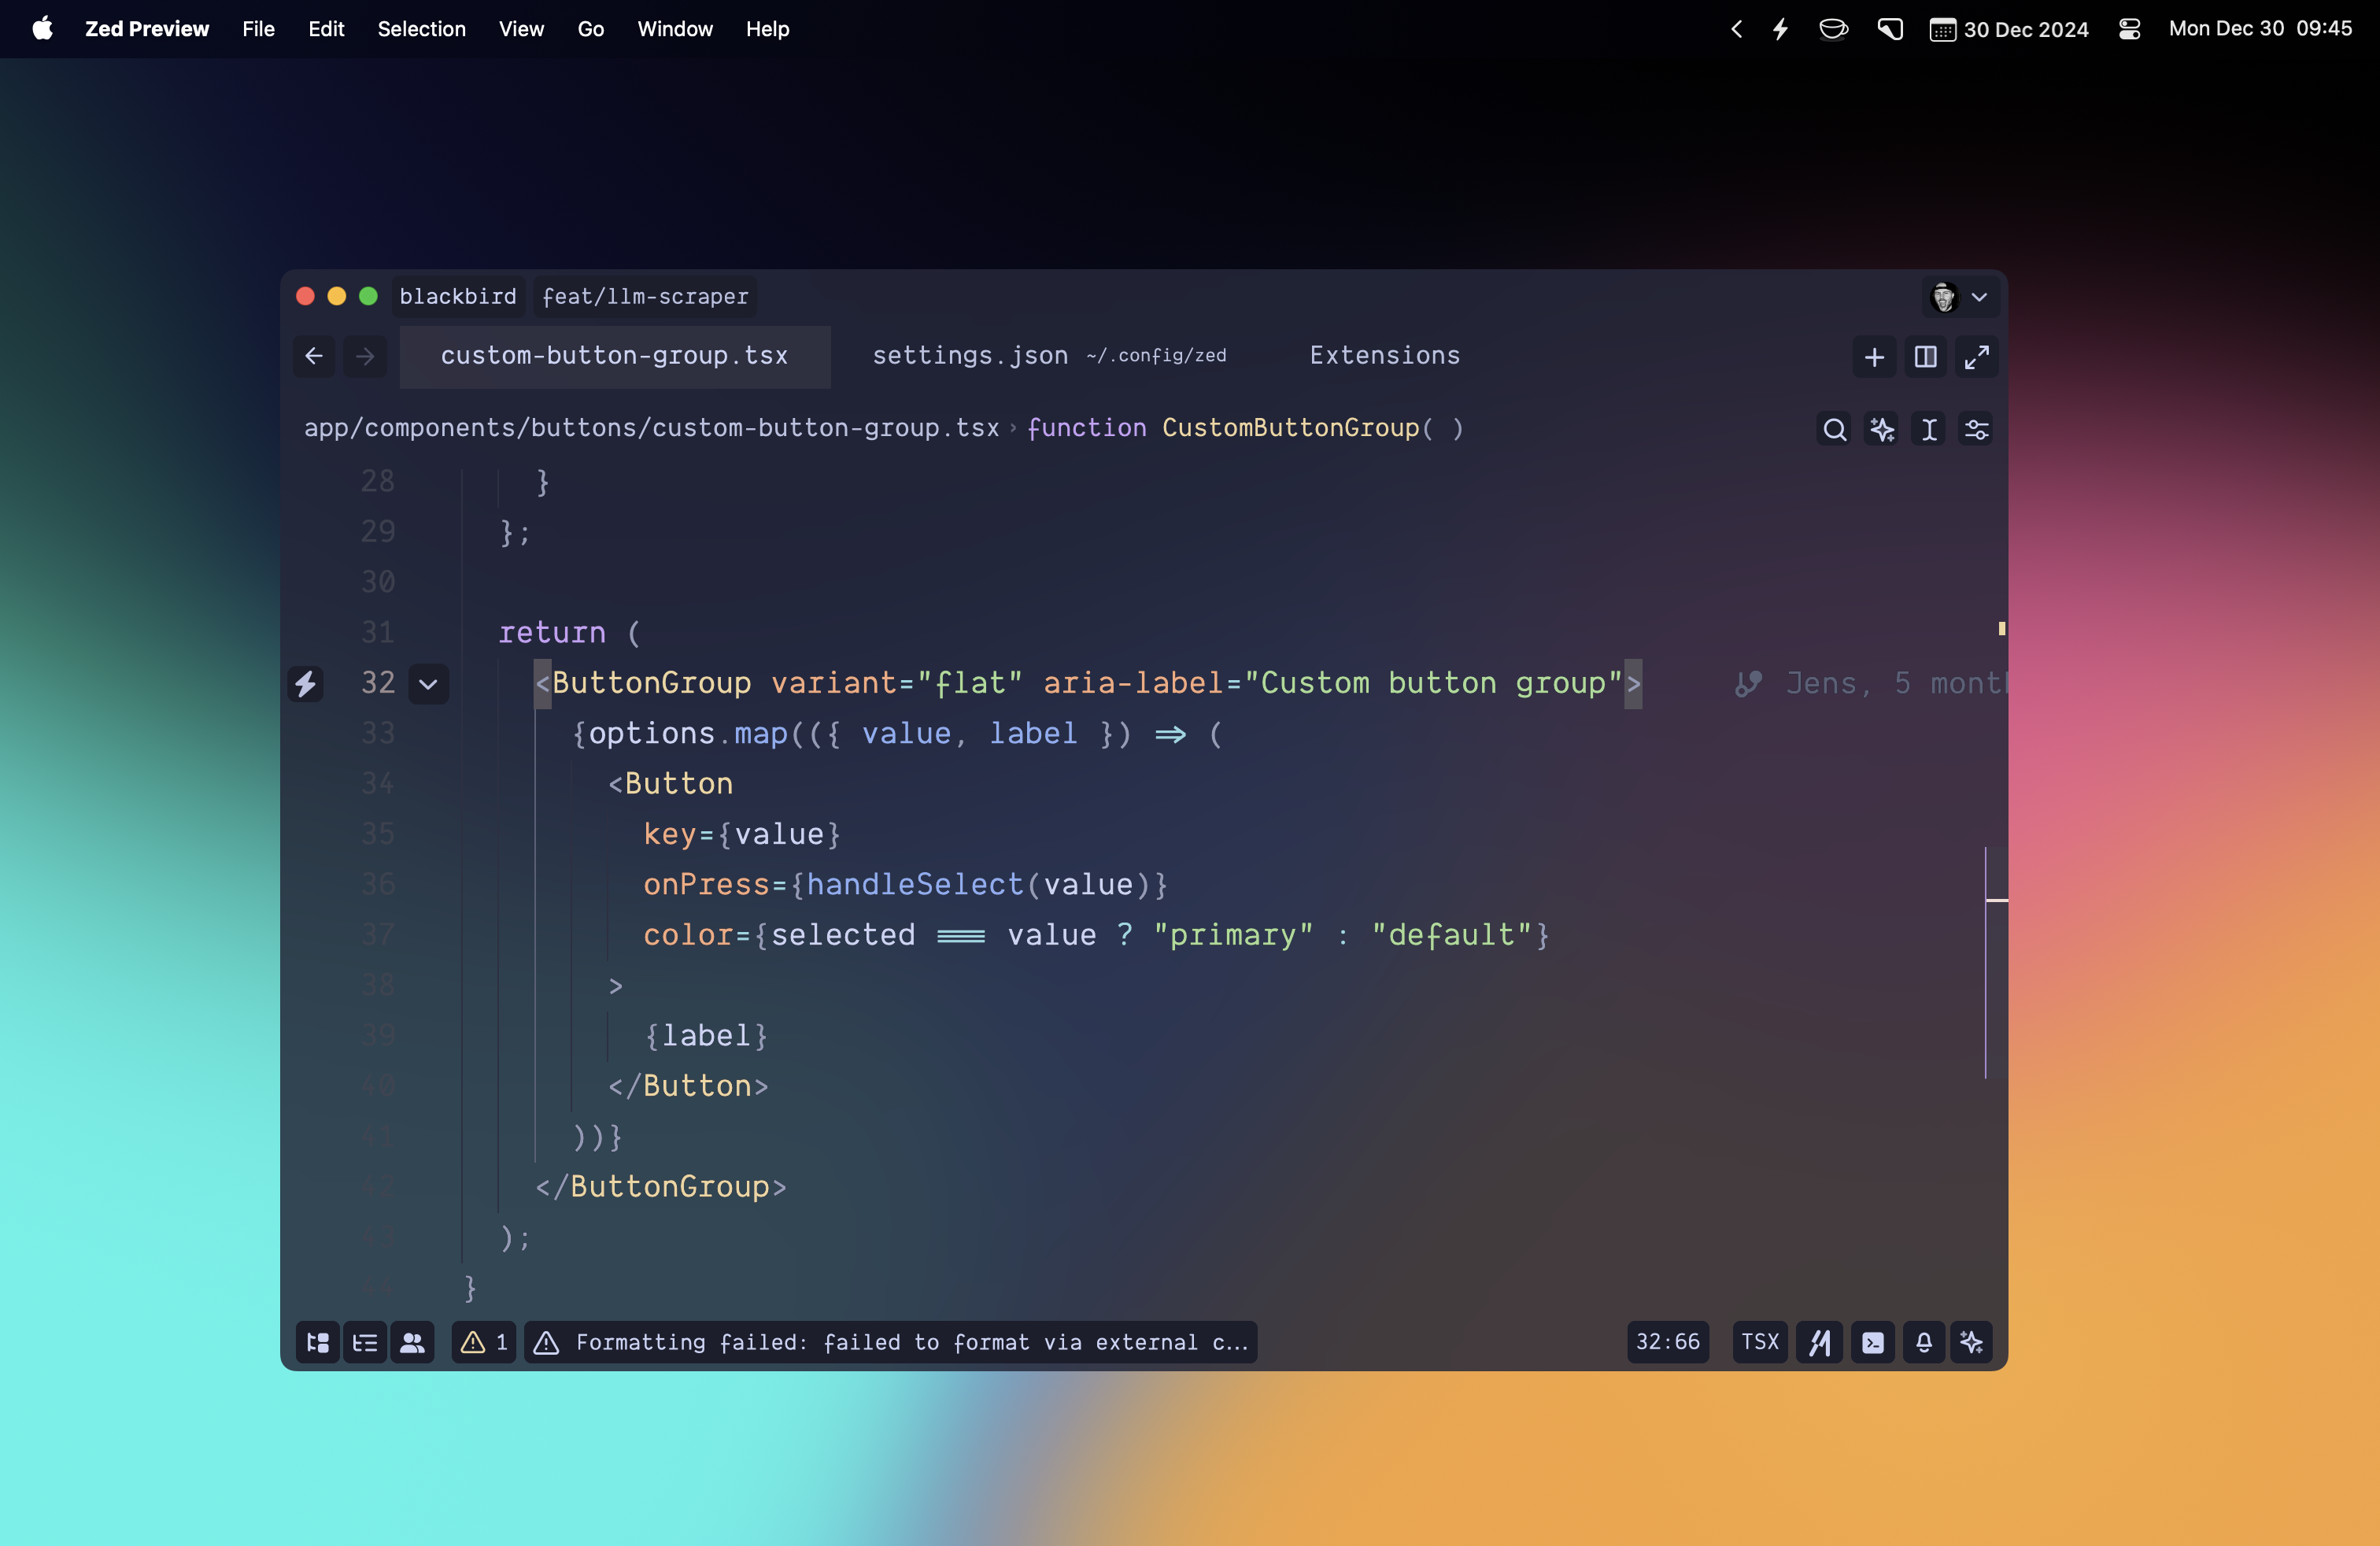 Zed Preview File Edit Selection View Go Window Help 30 Dec 2024 Mon Dec 30 09:45
blackbird feat/llm-scraper
custom-button-group.tsx settings.json ~/.config/zed Extensions
app/components/buttons/custom-button-group.tsx › function CustomButtonGroup( )
28 }
29 };
30
31 return (
32 <ButtonGroup variant="flat" aria-label="Custom button group"> Jens, 5 mont
33 {options.map(({ value, label }) => (
34 <Button
35 key={value}
36 onPress={handleSelect(value)}
37 color={selected === value ? "primary" : "default"}
38 >
39 {label}
40 </Button>
41 ))}
42 </ButtonGroup>
43 );
44 }
1 Formatting failed: failed to format via external c... 32:66 TSX